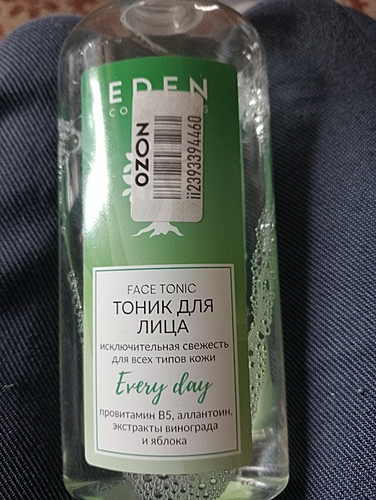 EDEN
OZON
ii2393394460
FACE TONIC
ТОНИК ДЛЯ
ЛИЦА
исключительная свежесть
для всех типов кожи
Every day
провитамин B5, аллантоин,
экстракты винограда
и яблока